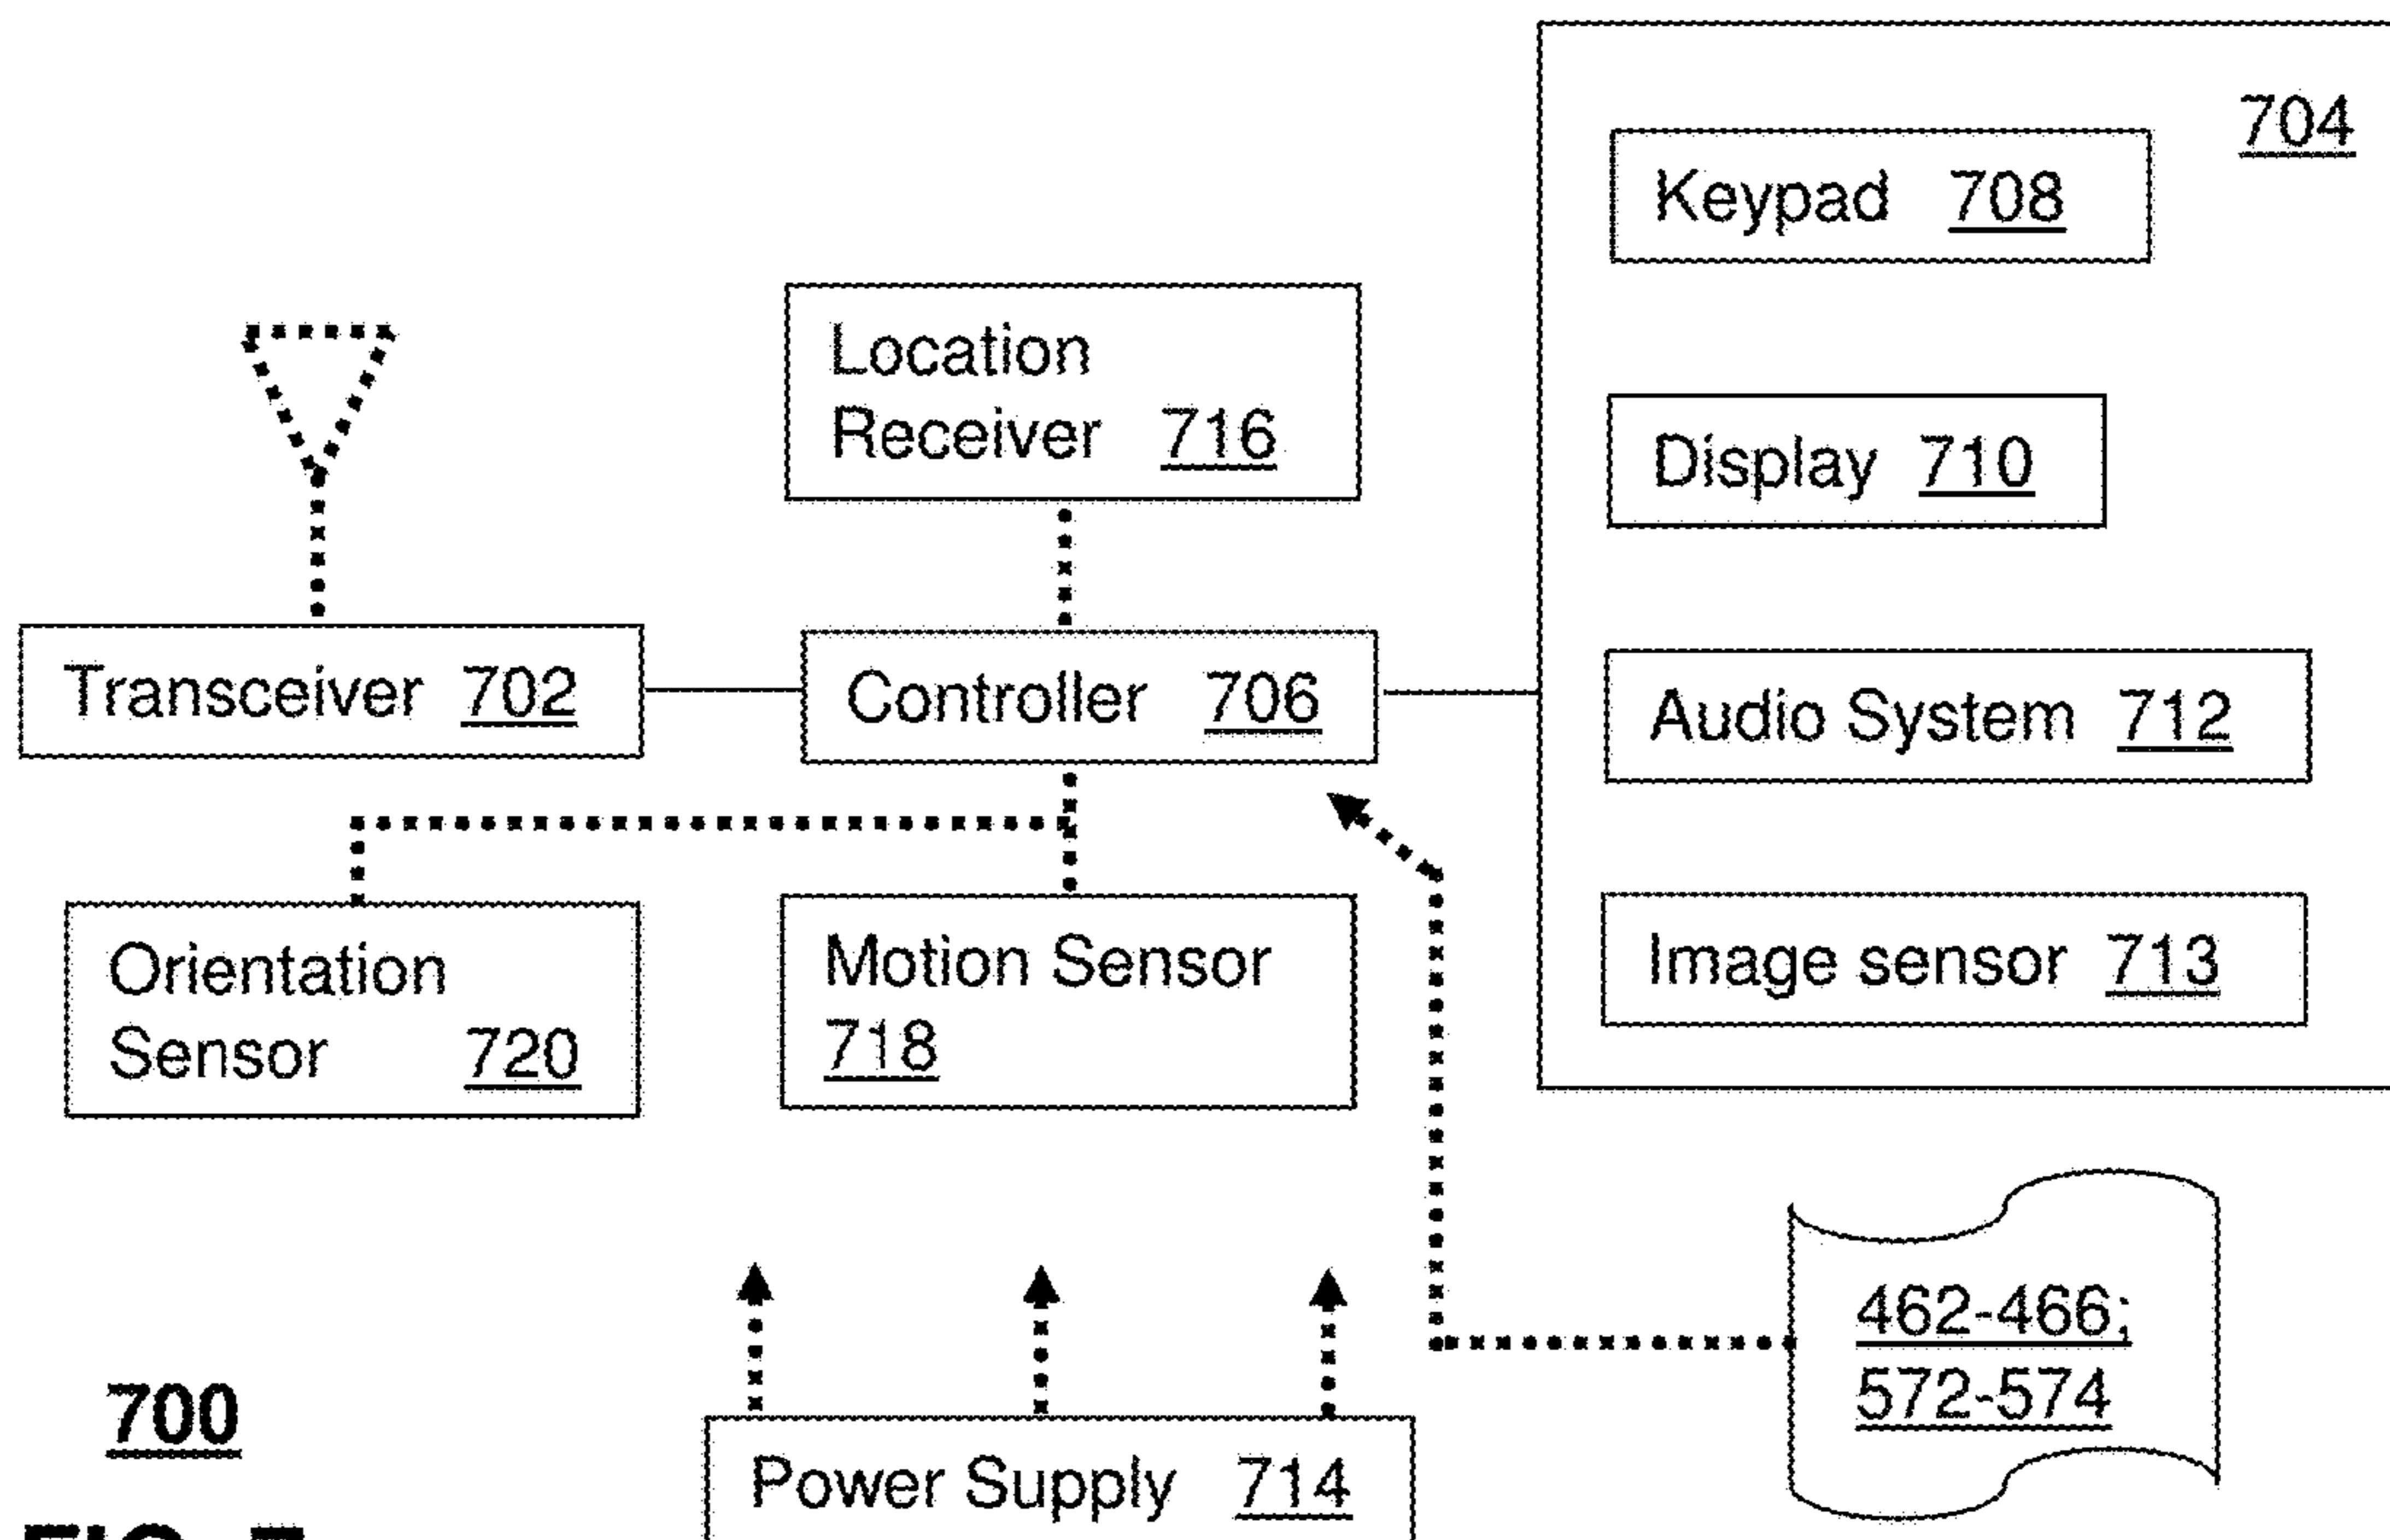 704
Keypad 708
Location
Receiver 716
Display 710
Transceiver 702
Controller 706
Audio System 712
Orientation
Sensor 720
Motion Sensor
718
Image sensor 713
462-466;
572-574
700
Power Supply 714